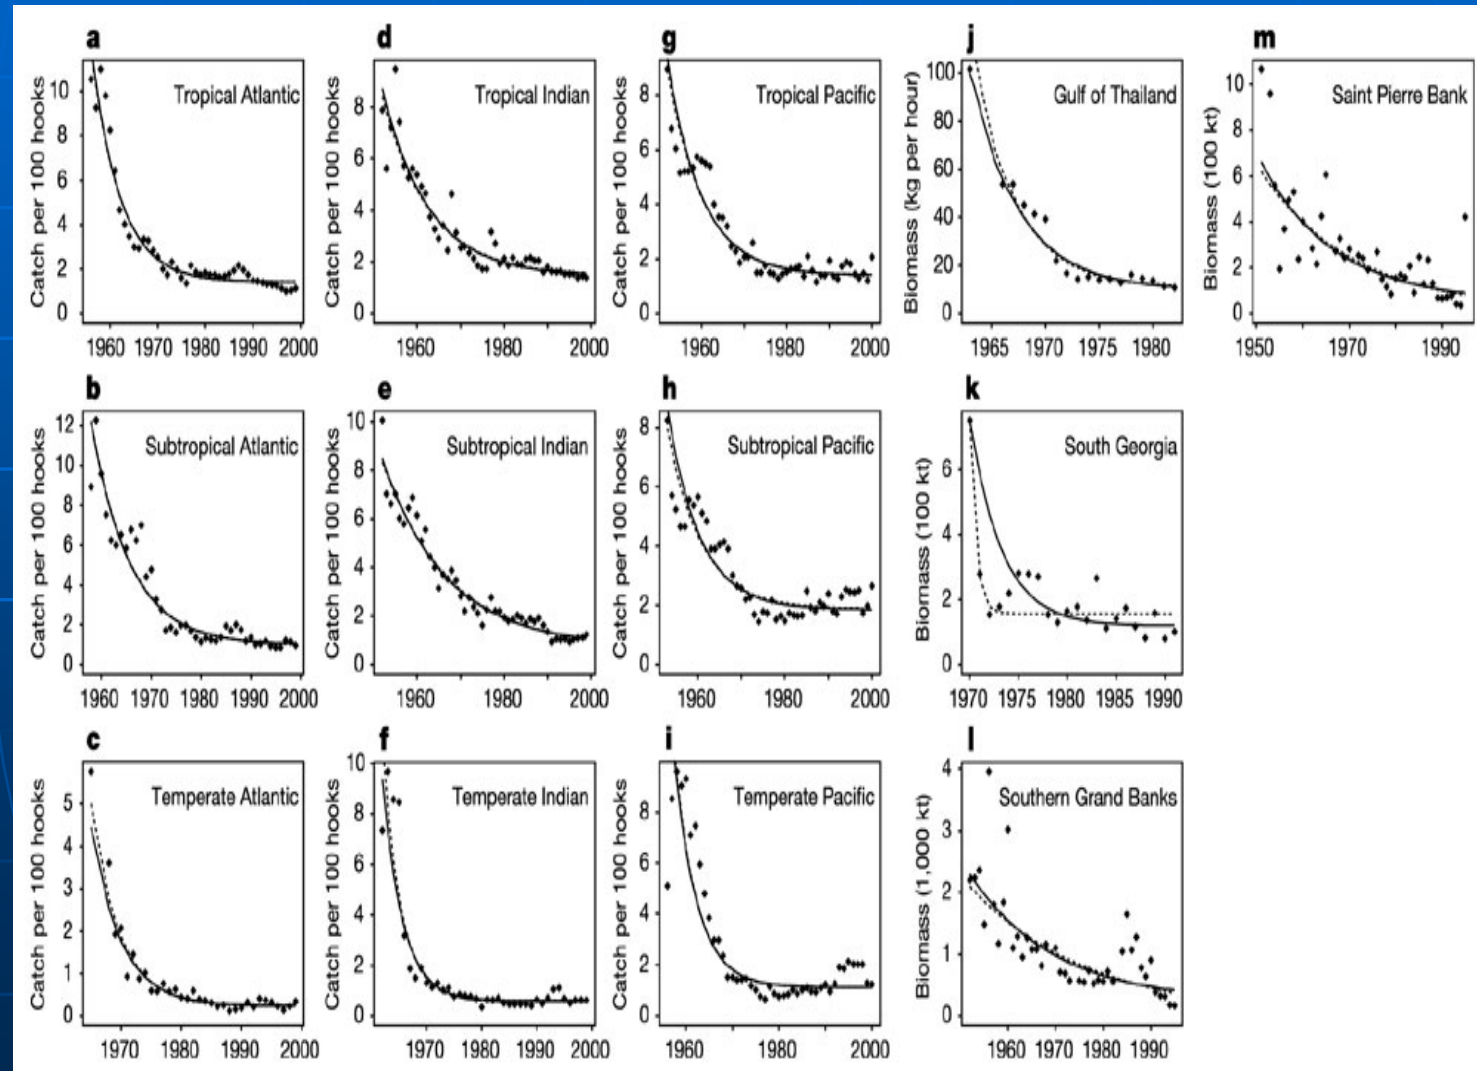 a
Tropical Atlantic
Catch per 100 hooks
10
8
6
4
2
0
1960 1970 1980 1990 2000
d
Tropical Indian
Catch per 100 hooks
8
6
4
2
0
1960 1970 1980 1990 2000
g
Tropical Pacific
Catch per 100 hooks
8
6
4
2
0
1960 1980 2000
j
Gulf of Thailand
Biomass (kg per hour)
100
80
60
40
20
0
1965 1970 1975 1980
m
Saint Pierre Bank
Biomass (100 kt)
10
8
6
4
2
0
1950 1970 1990
b
Subtropical Atlantic
Catch per 100 hooks
12
10
8
6
4
2
0
1960 1970 1980 1990 2000
e
Subtropical Indian
Catch per 100 hooks
10
8
6
4
2
0
1960 1970 1980 1990 2000
h
Subtropical Pacific
Catch per 100 hooks
8
6
4
2
0
1960 1980 2000
k
South Georgia
Biomass (100 kt)
6
4
2
0
1970 1975 1980 1985 1990
c
Temperate Atlantic
Catch per 100 hooks
5
4
3
2
1
0
1970 1980 1990 2000
f
Temperate Indian
Catch per 100 hooks
10
8
6
4
2
0
1970 1980 1990 2000
i
Temperate Pacific
Catch per 100 hooks
8
6
4
2
0
1960 1980 2000
l
Southern Grand Banks
Biomass (1,000 kt)
4
3
2
1
0
1960 1970 1980 1990